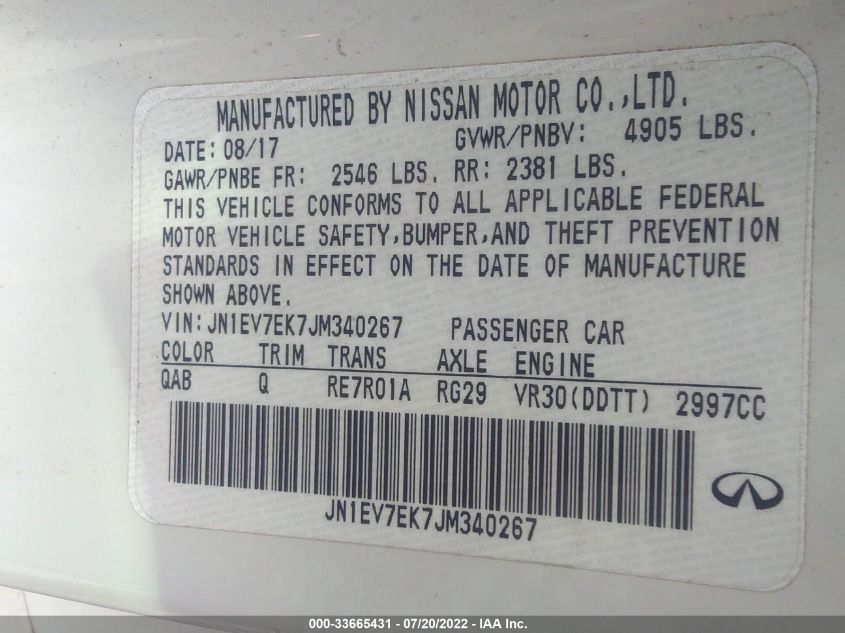 MANUFACTURED BY NISSAN MOTOR CO.,LTD.
DATE: 08/17 GVWR/PNBV: 4905 LBS.
GAWR/PNBE FR: 2546 LBS. RR: 2381 LBS.
THIS VEHICLE CONFORMS TO ALL APPLICABLE FEDERAL
MOTOR VEHICLE SAFETY,BUMPER,AND THEFT PREVENTION
STANDARDS IN EFFECT ON THE DATE OF MANUFACTURE
SHOWN ABOVE.
VIN:JN1EV7EK7JM340267 PASSENGER CAR
COLOR TRIM TRANS AXLE ENGINE
QAB Q RE7R01A RG29 VR30(DDTT) 2997CC
JN1EV7EK7JM340267
000-33665431 - 07/20/2022 - IAA Inc.